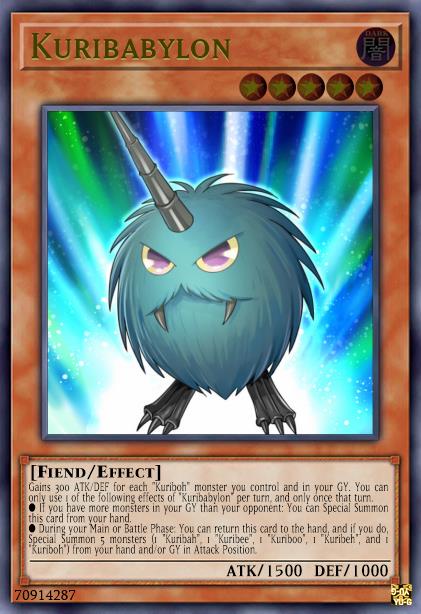 KURIBABYLON
DARK
闇
[FIEND/EFFECT]
Gains 300 ATK/DEF for each "Kuriboh" monster you control and in your GY. You can
only use 1 of the following effects of "Kuribabylon" per turn, and only once that turn.
● If you have more monsters in your GY than your opponent: You can Special Summon
this card from your hand.
● During your Main or Battle Phase: You can return this card to the hand, and if you do,
Special Summon 5 monsters (1 "Kuribah", 1 "Kuribee", 1 "Kuriboo", 1 "Kuribeh", and 1
"Kuriboh") from your hand and/or GY in Attack Position.
ATK/1500 DEF/1000
70914287